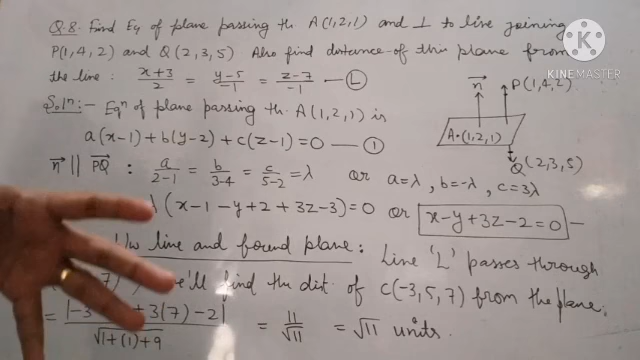 Q.8. Find Eq of plane passing th. A(1,2,1) and ⊥ to line joining
P(1,4,2) and Q(2,3,5) Also find distance of this plane from
the line : x+3/2 = y-5/-1 = z-7/-1 — (L)
KINEMASTER
Solⁿ:- Eqⁿ of plane passing th. A(1,2,1) is
a(x-1)+b(y-2)+c(z-1)=0 — (1)
n⃗ P(1,4,2)
A•(1,2,1)
Q(2,3,5)
n⃗ || PQ⃗ : a/2-1 = b/3-4 = c/5-2 = λ or a=λ, b=-λ, c=3λ
(x-1-y+2+3z-3)=0 or x-y+3z-2=0 —
line and found plane: Line 'L' passes through
7) we'll find the dist. of C(-3,5,7) from the plane.
= |-3 + 3(7)-2| / √1+(1)+9 = 11/√11 = √11 units.